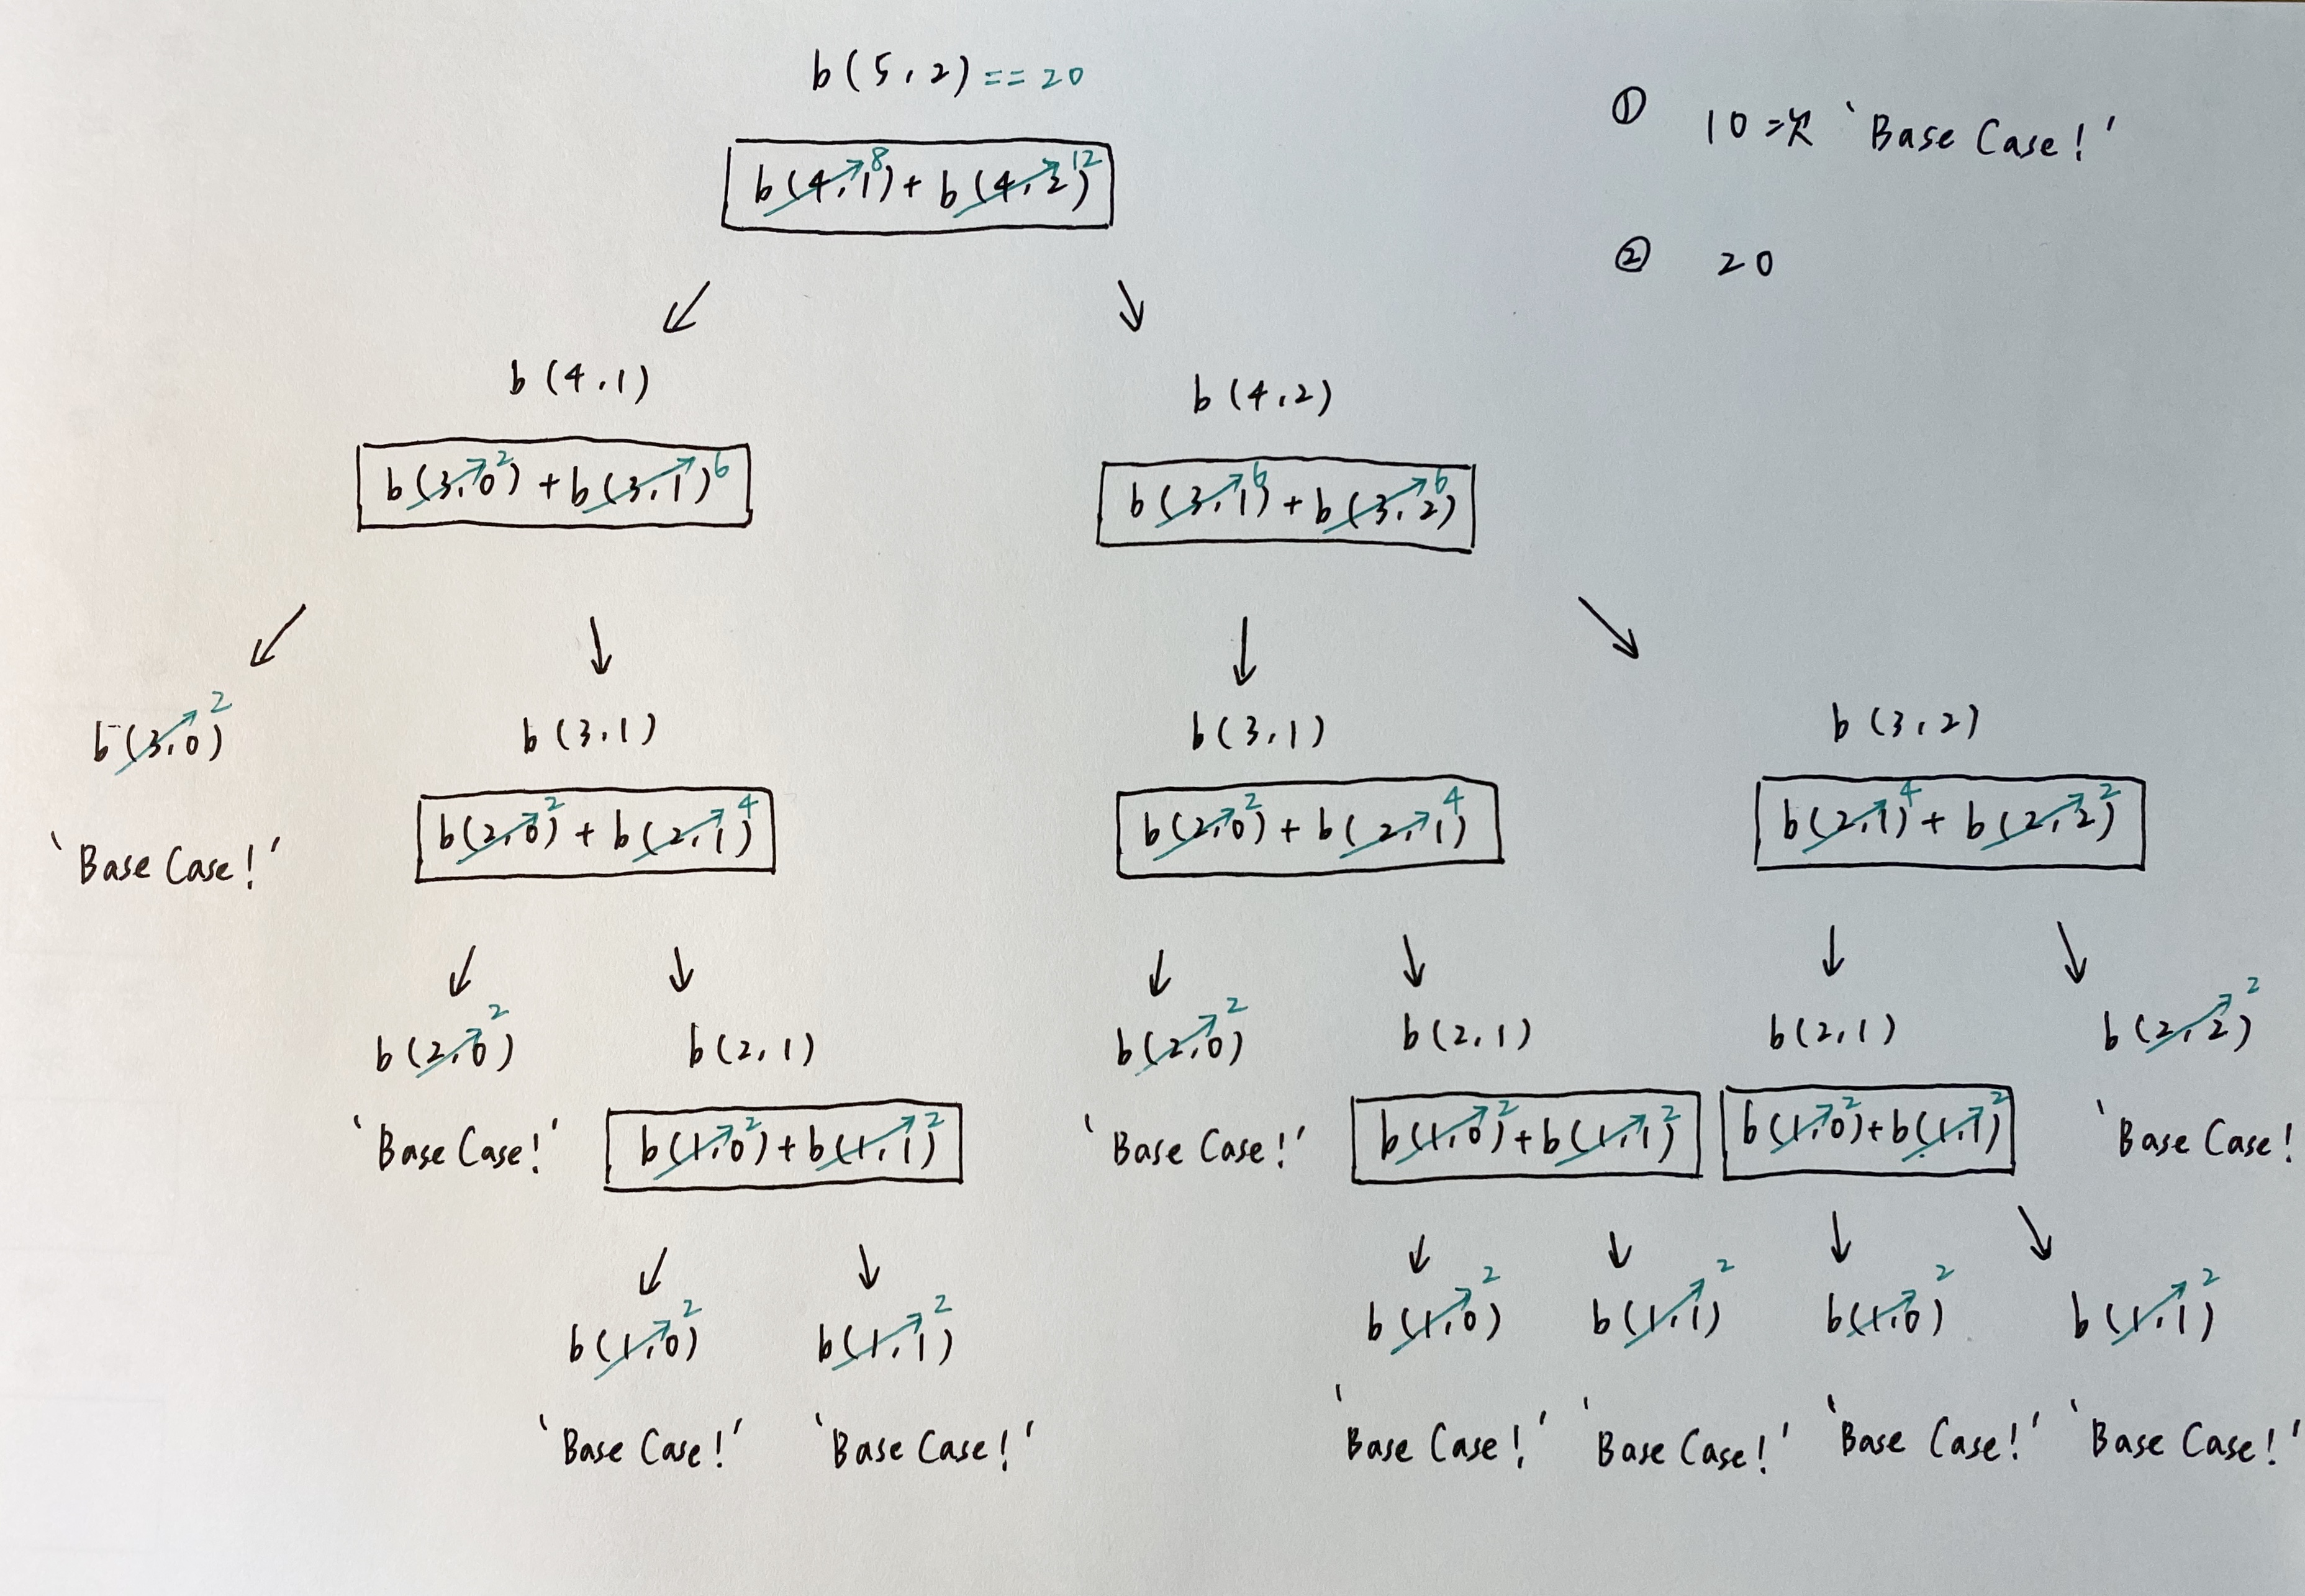 b(5,2) == 20
① 10次 'Base Case!'
b(4,1) 8 + b(4,2) 12
② 20
b(4,1)
b(4,2)
b(3,0) 2 + b(3,1) 6
b(3,1) 6 + b(3,2) 6
b(3,0) 2
b(3,1)
b(3,1)
b(3,2)
'Base Case!'
b(2,0) 2 + b(2,1) 4
b(2,0) 2 + b(2,1) 4
b(2,1) 4 + b(2,2) 2
b(2,0) 2
b(2,1)
b(2,0) 2
b(2,1)
b(2,1)
b(2,2) 2
'Base Case!'
b(1,0) 2 + b(1,1) 2
'Base Case!'
b(1,0) 2 + b(1,1) 2
b(1,0) 2 + b(1,1) 2
'Base Case!
b(1,0) 2
b(1,1) 2
b(1,0) 2
b(1,1) 2
b(1,0) 2
b(1,1) 2
'Base Case!'
'Base Case!'
'Base Case!'
'Base Case!'
'Base Case!'
'Base Case!'